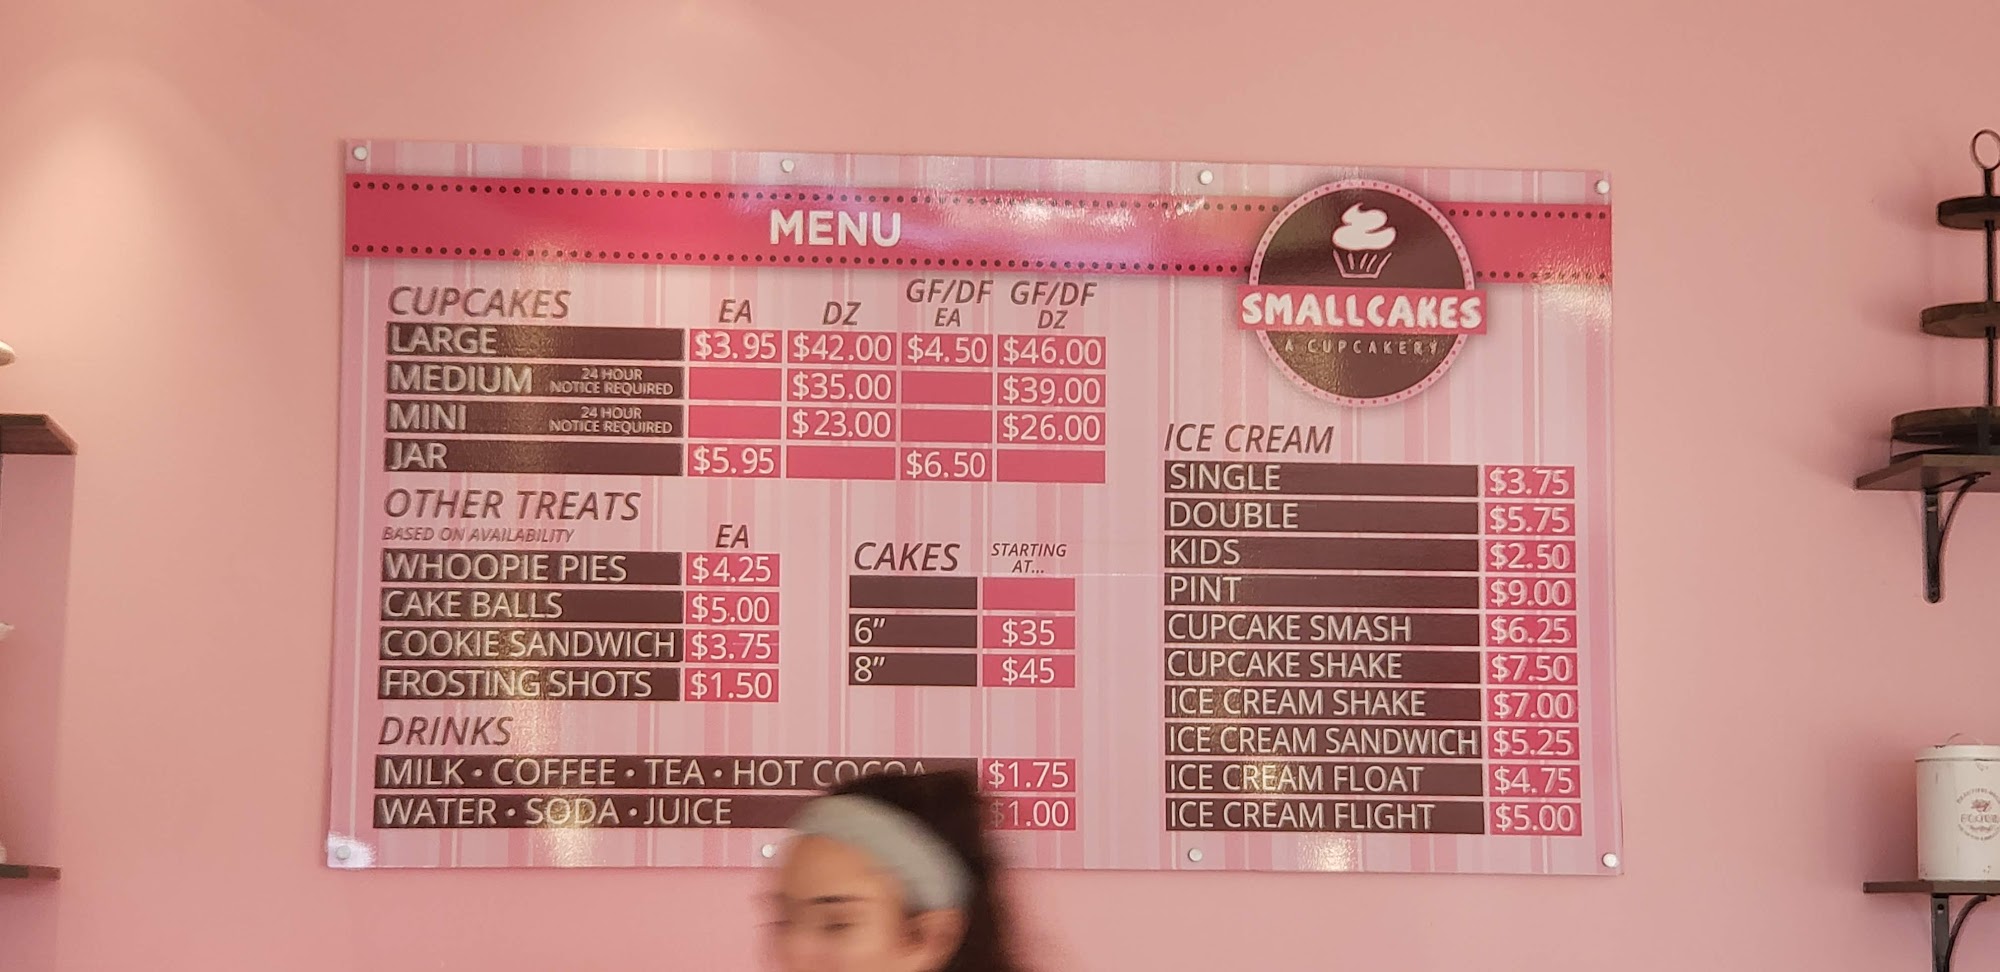 MENU
SMALLCAKES
A CUPCAKERY
CUPCAKES EA DZ GF/DF EA GF/DF DZ
LARGE $3.95 $42.00 $4.50 $46.00
MEDIUM 24 HOUR NOTICE REQUIRED $35.00 $39.00
MINI 24 HOUR NOTICE REQUIRED $23.00 $26.00
JAR $5.95 $6.50
OTHER TREATS
BASED ON AVAILABILITY EA
WHOOPIE PIES $4.25
CAKE BALLS $5.00
COOKIE SANDWICH $3.75
FROSTING SHOTS $1.50
CAKES STARTING AT...
6" $35
8" $45
DRINKS
MILK • COFFEE • TEA • HOT COCOA $1.75
WATER • SODA • JUICE $1.00
ICE CREAM
SINGLE $3.75
DOUBLE $5.75
KIDS $2.50
PINT $9.00
CUPCAKE SMASH $6.25
CUPCAKE SHAKE $7.50
ICE CREAM SHAKE $7.00
ICE CREAM SANDWICH $5.25
ICE CREAM FLOAT $4.75
ICE CREAM FLIGHT $5.00